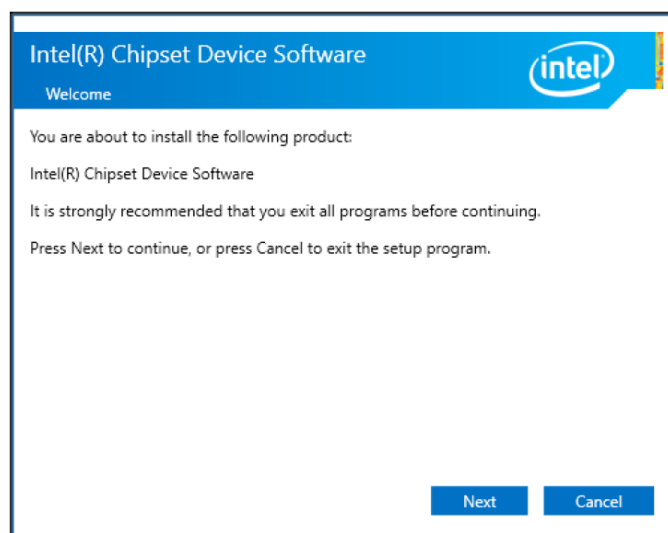 Intel(R) Chipset Device Software
intel
Welcome
You are about to install the following product:
Intel(R) Chipset Device Software
It is strongly recommended that you exit all programs before continuing.
Press Next to continue, or press Cancel to exit the setup program.
Next
Cancel